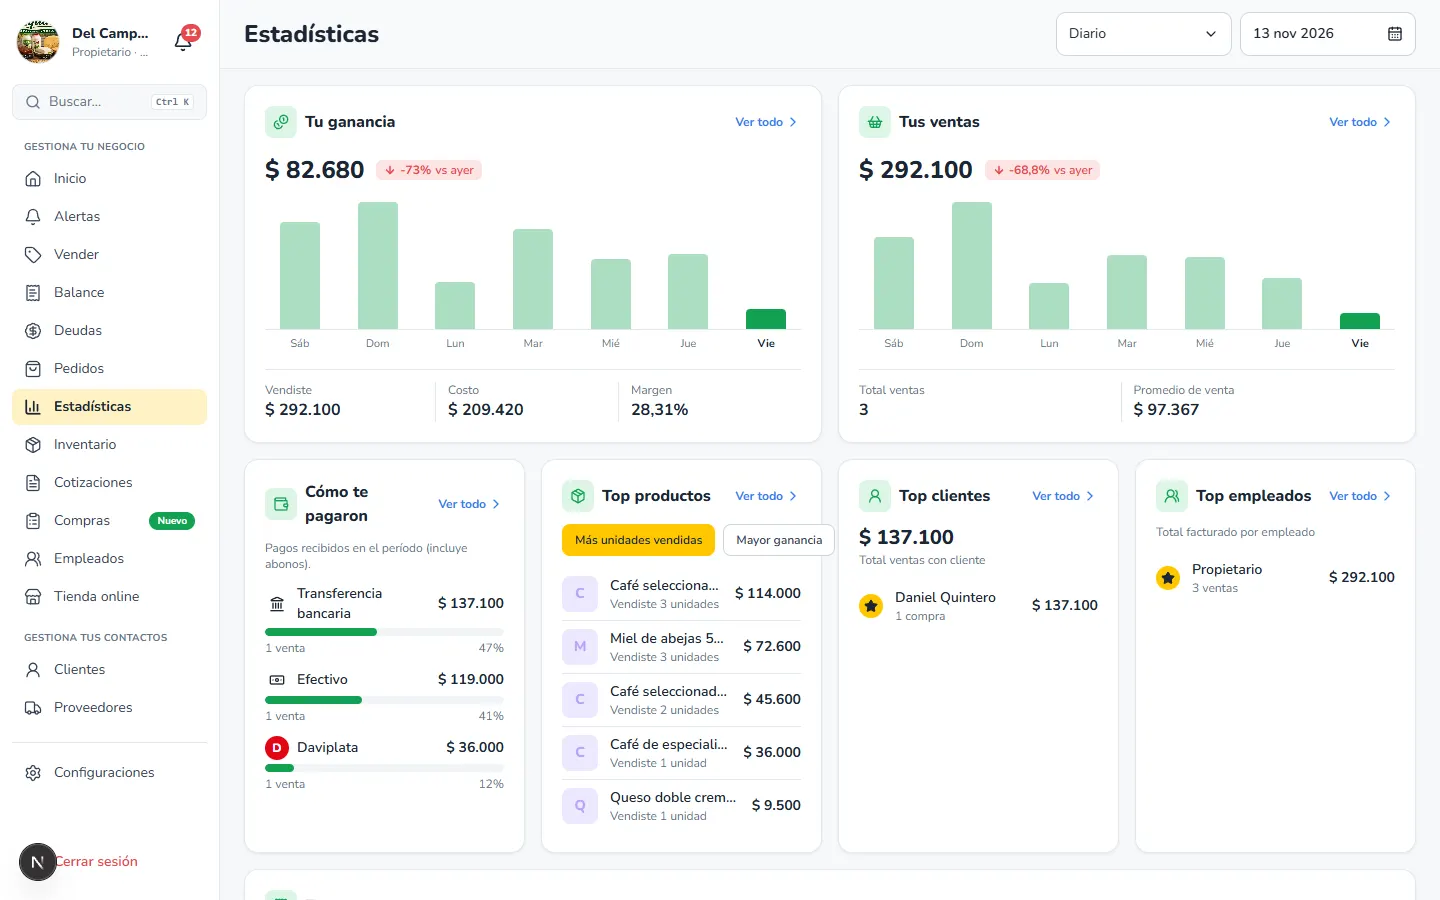 Del Camp...
Propietario · ...
12
Buscar...
Ctrl K
GESTIONA TU NEGOCIO
Inicio
Alertas
Vender
Balance
Deudas
Pedidos
Estadísticas
Inventario
Cotizaciones
Compras
Nuevo
Empleados
Tienda online
GESTIONA TUS CONTACTOS
Clientes
Proveedores
Configuraciones
N
Cerrar sesión
Estadísticas
Diario
13 nov 2026
Tu ganancia
Ver todo
$ 82.680
-73% vs ayer
Sáb Dom Lun Mar Mié Jue Vie
Vendiste
$ 292.100
Costo
$ 209.420
Margen
28,31%
Tus ventas
Ver todo
$ 292.100
-68,8% vs ayer
Sáb Dom Lun Mar Mié Jue Vie
Total ventas
3
Promedio de venta
$ 97.367
Cómo te
pagaron
Ver todo
Pagos recibidos en el período (incluye
abonos).
Transferencia
bancaria
$ 137.100
1 venta
47%
Efectivo
$ 119.000
1 venta
41%
D
Daviplata
$ 36.000
1 venta
12%
Top productos
Ver todo
Más unidades vendidas
Mayor ganancia
C
Café selecciona...
$ 114.000
Vendiste 3 unidades
M
Miel de abejas 5...
$ 72.600
Vendiste 3 unidades
C
Café seleccionad...
$ 45.600
Vendiste 2 unidades
C
Café de especiali...
$ 36.000
Vendiste 1 unidad
Q
Queso doble crem...
$ 9.500
Vendiste 1 unidad
Top clientes
Ver todo
$ 137.100
Total ventas con cliente
Daniel Quintero
$ 137.100
1 compra
Top empleados
Ver todo
Total facturado por empleado
Propietario
$ 292.100
3 ventas